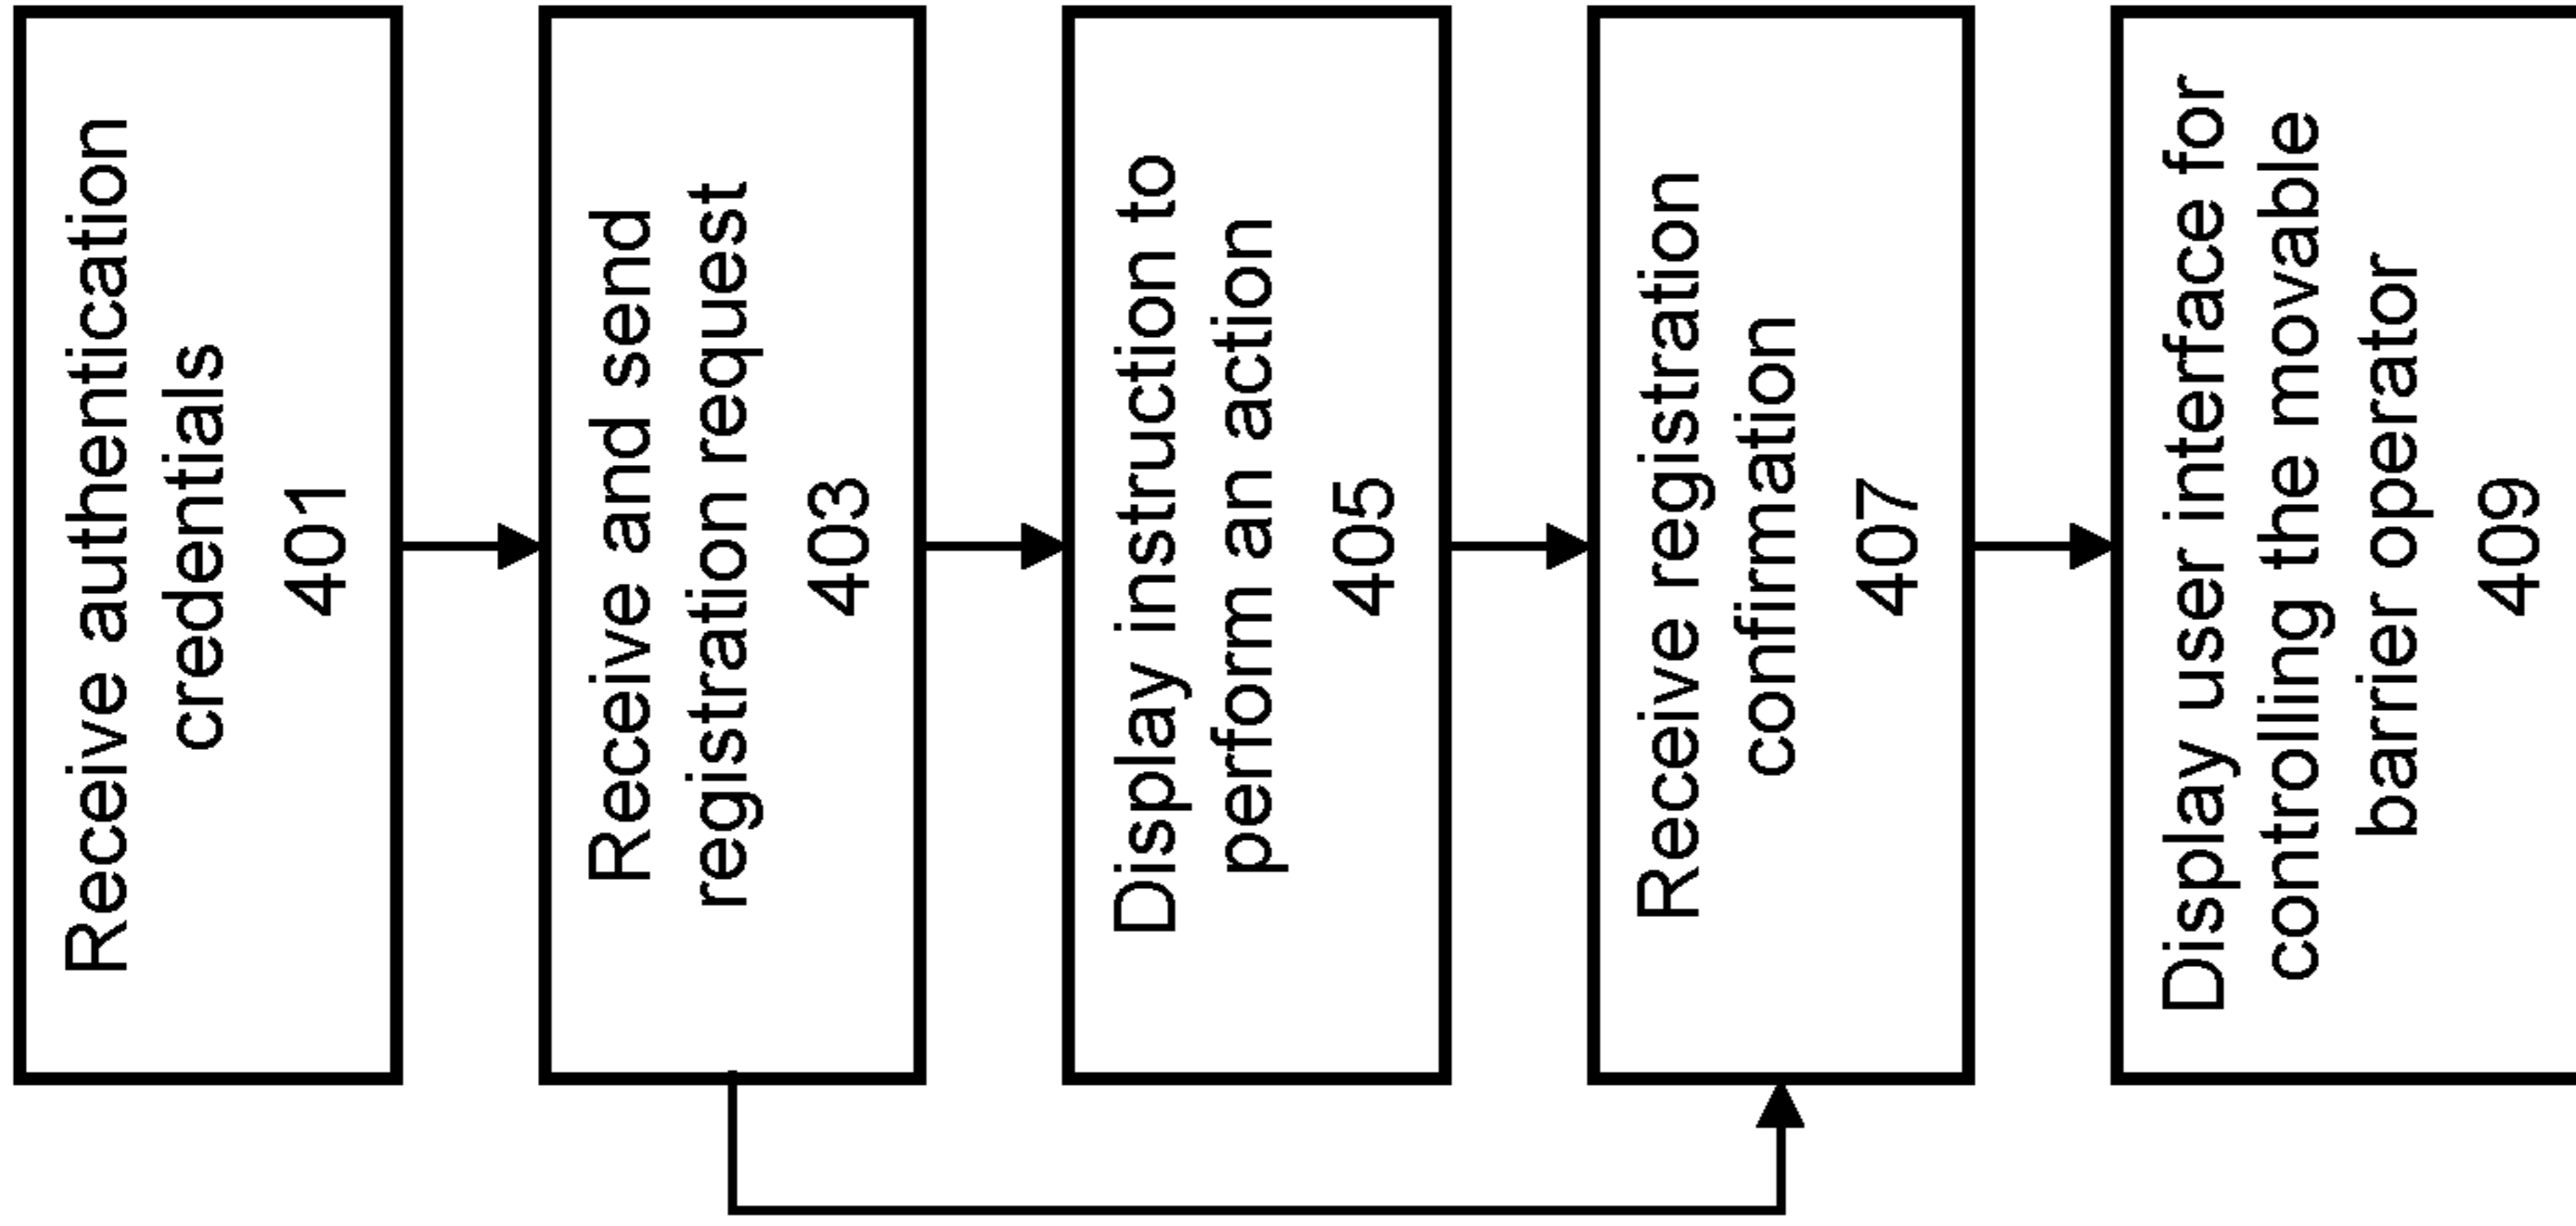 Receive authentication
credentials
401
Receive and send
registration request
403
Display instruction to
perform an action
405
Receive registration
confirmation
407
Display user interface for
controlling the movable
barrier operator
409